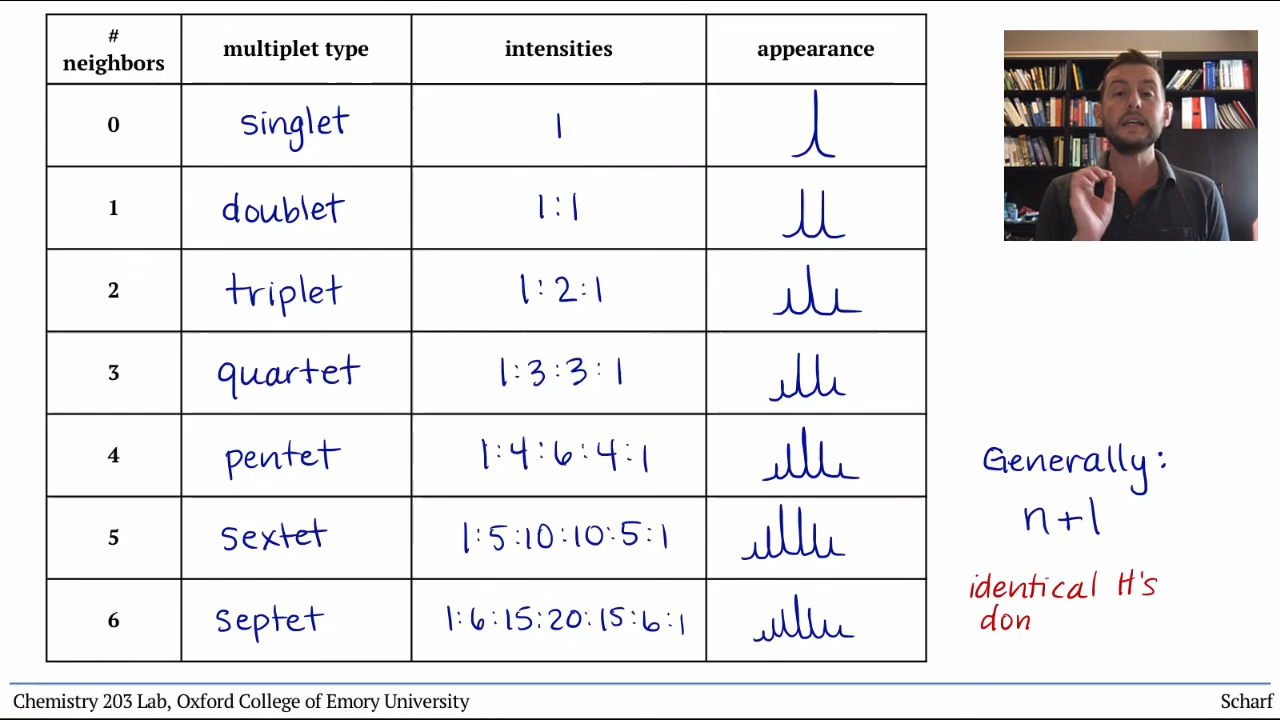 # neighbors multiplet type intensities appearance
0 singlet 1
1 doublet 1:1
2 triplet 1:2:1
3 quartet 1:3:3:1
4 pentet 1:4:6:4:1
5 sextet 1:5:10:10:5:1
6 septet 1:6:15:20:15:6:1
Generally:
n+1
identical H's
don
Chemistry 203 Lab, Oxford College of Emory University
Scharf